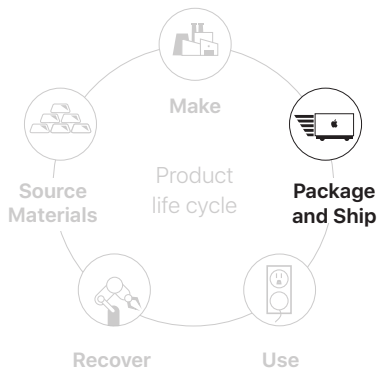 Make
Product
life cycle
Source
Materials
Package
and Ship
Recover
Use